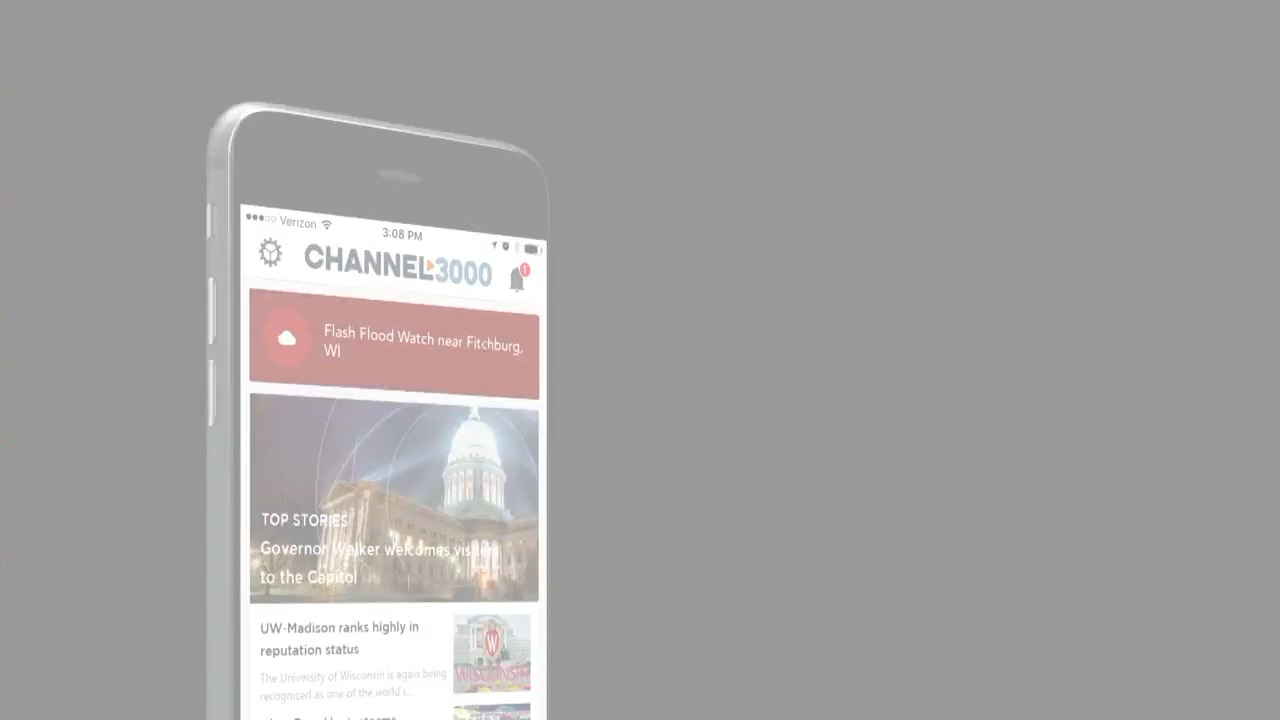 Verizon
3:08 PM
CHANNEL3000
1
Flash Flood Watch near Fitchburg,
WI
TOP STORIES
Governor Walker welcomes visitors
to the Capitol
UW-Madison ranks highly in
reputation status
W
WISCONSIN
The University of Wisconsin is again being
recognized as one of the world's...